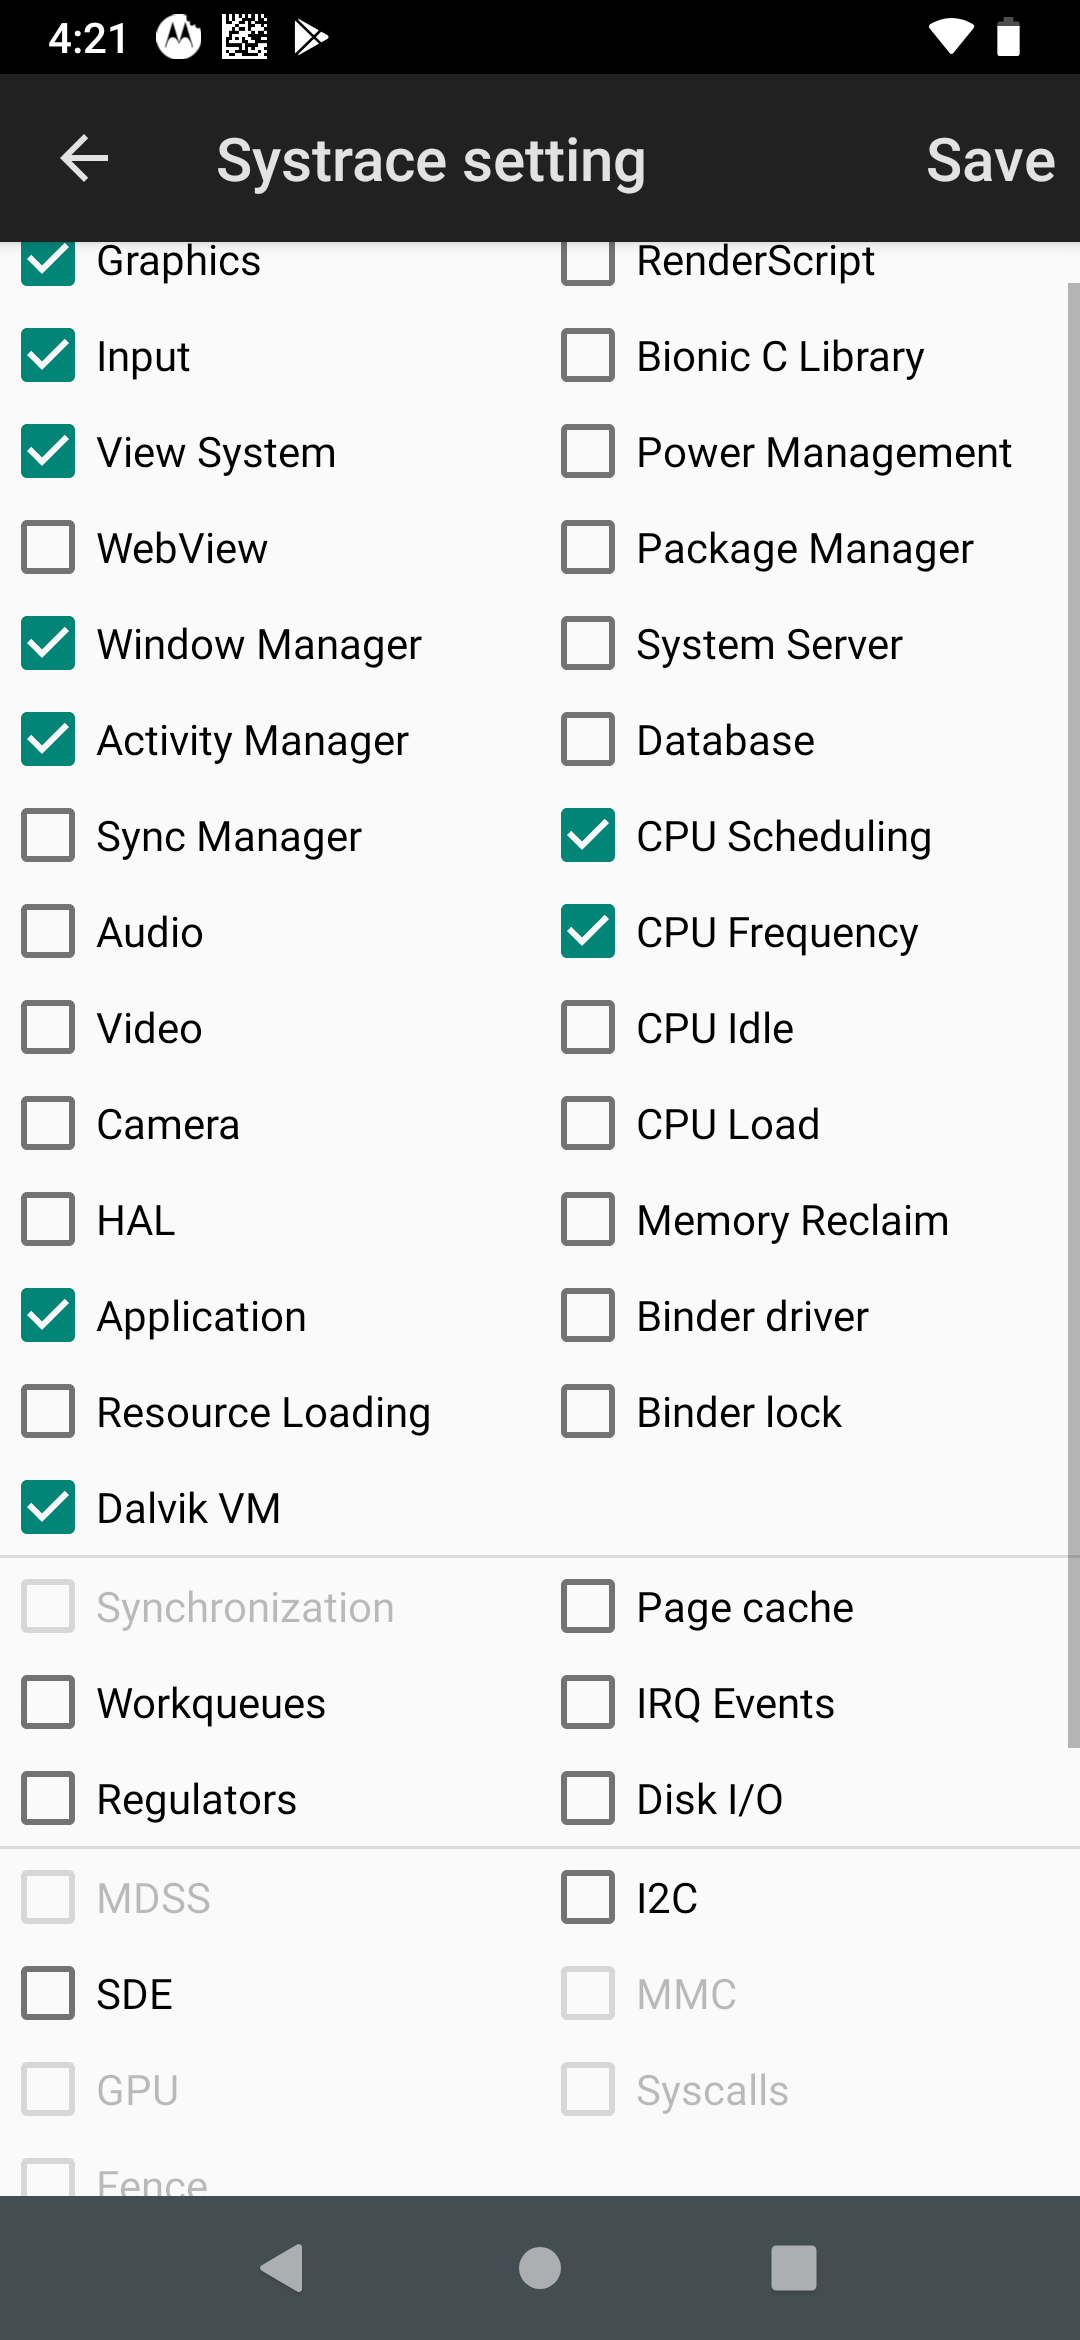 4:21
Systrace setting Save
Graphics RenderScript
Input Bionic C Library
View System Power Management
WebView Package Manager
Window Manager System Server
Activity Manager Database
Sync Manager CPU Scheduling
Audio CPU Frequency
Video CPU Idle
Camera CPU Load
HAL Memory Reclaim
Application Binder driver
Resource Loading Binder lock
Dalvik VM
Synchronization Page cache
Workqueues IRQ Events
Regulators Disk I/O
MDSS I2C
SDE MMC
GPU Syscalls
Fence